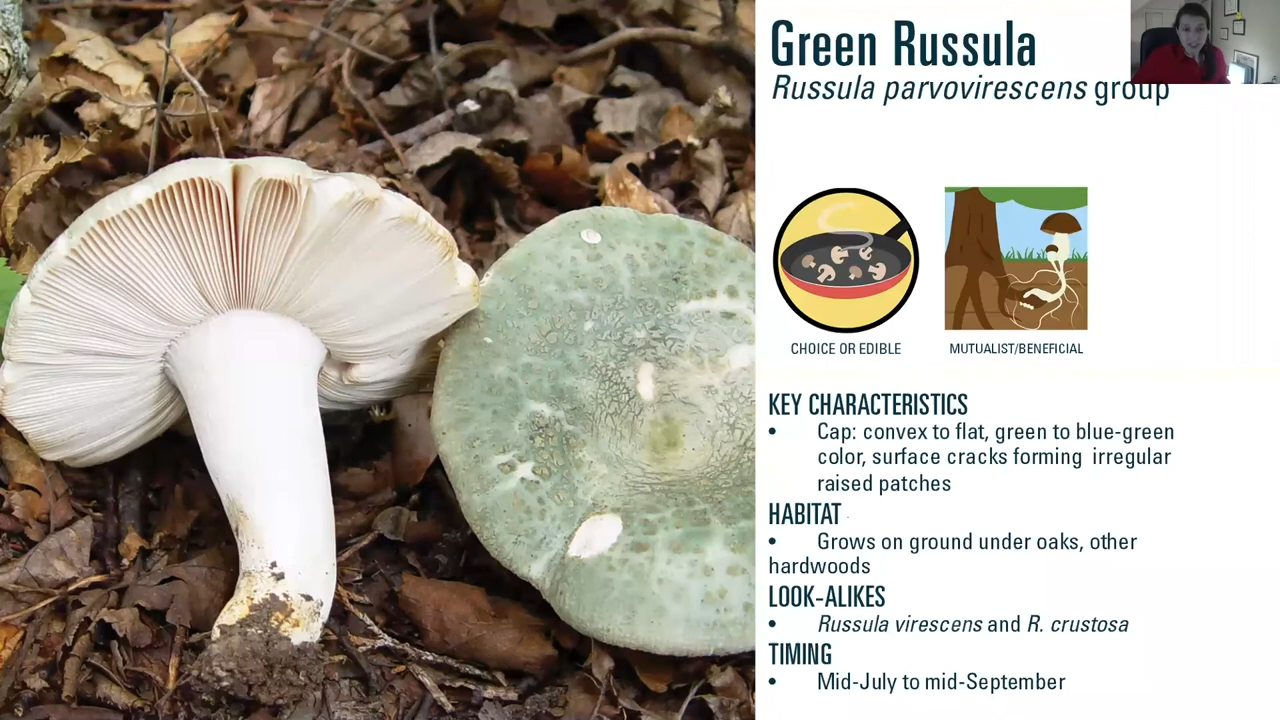 Green Russula
Russula parvovirescens group
CHOICE OR EDIBLE
MUTUALIST/BENEFICIAL
KEY CHARACTERISTICS
• Cap: convex to flat, green to blue-green
color, surface cracks forming irregular
raised patches
HABITAT
• Grows on ground under oaks, other
hardwoods
LOOK-ALIKES
• Russula virescens and R. crustosa
TIMING
• Mid-July to mid-September